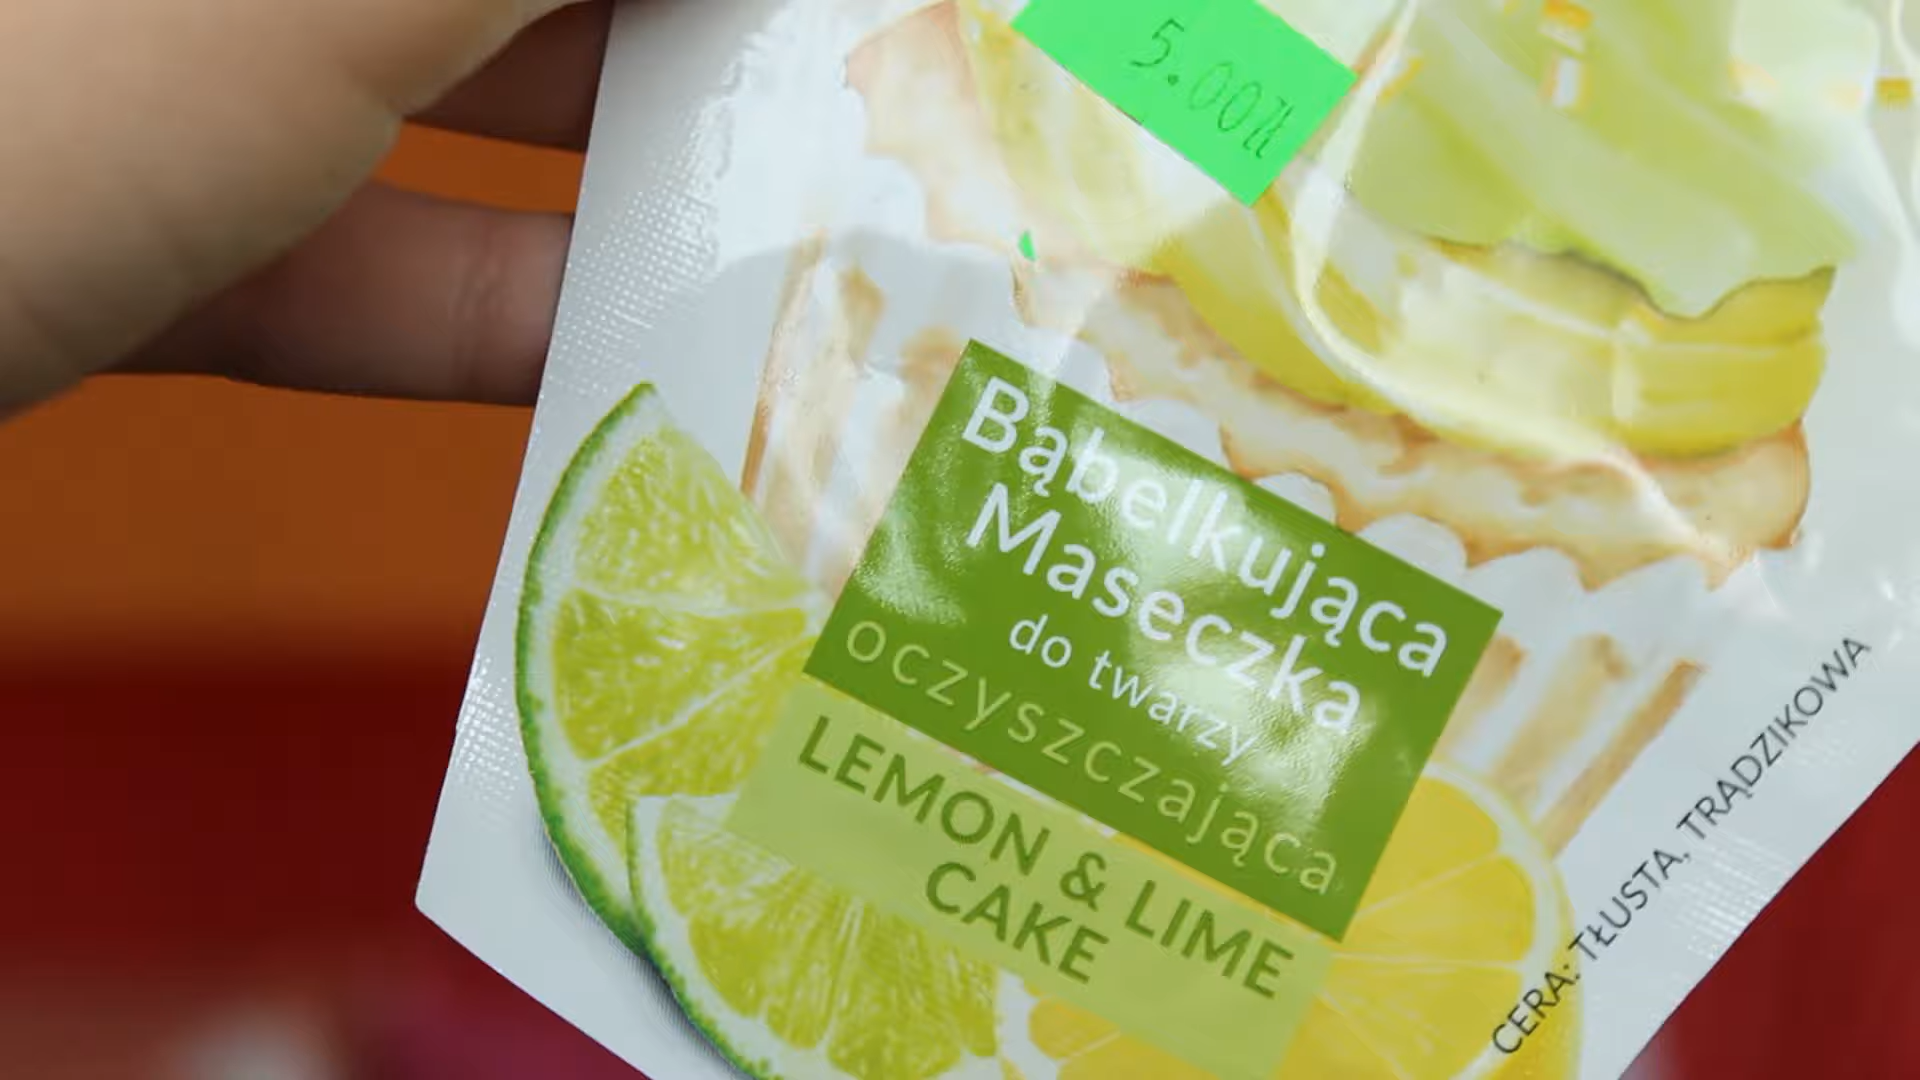 5.00zł
Bąbelkująca
Maseczka
do twarzy
oczyszczająca
LEMON & LIME
CAKE
CERA: TŁUSTA, TRĄDZIKOWA